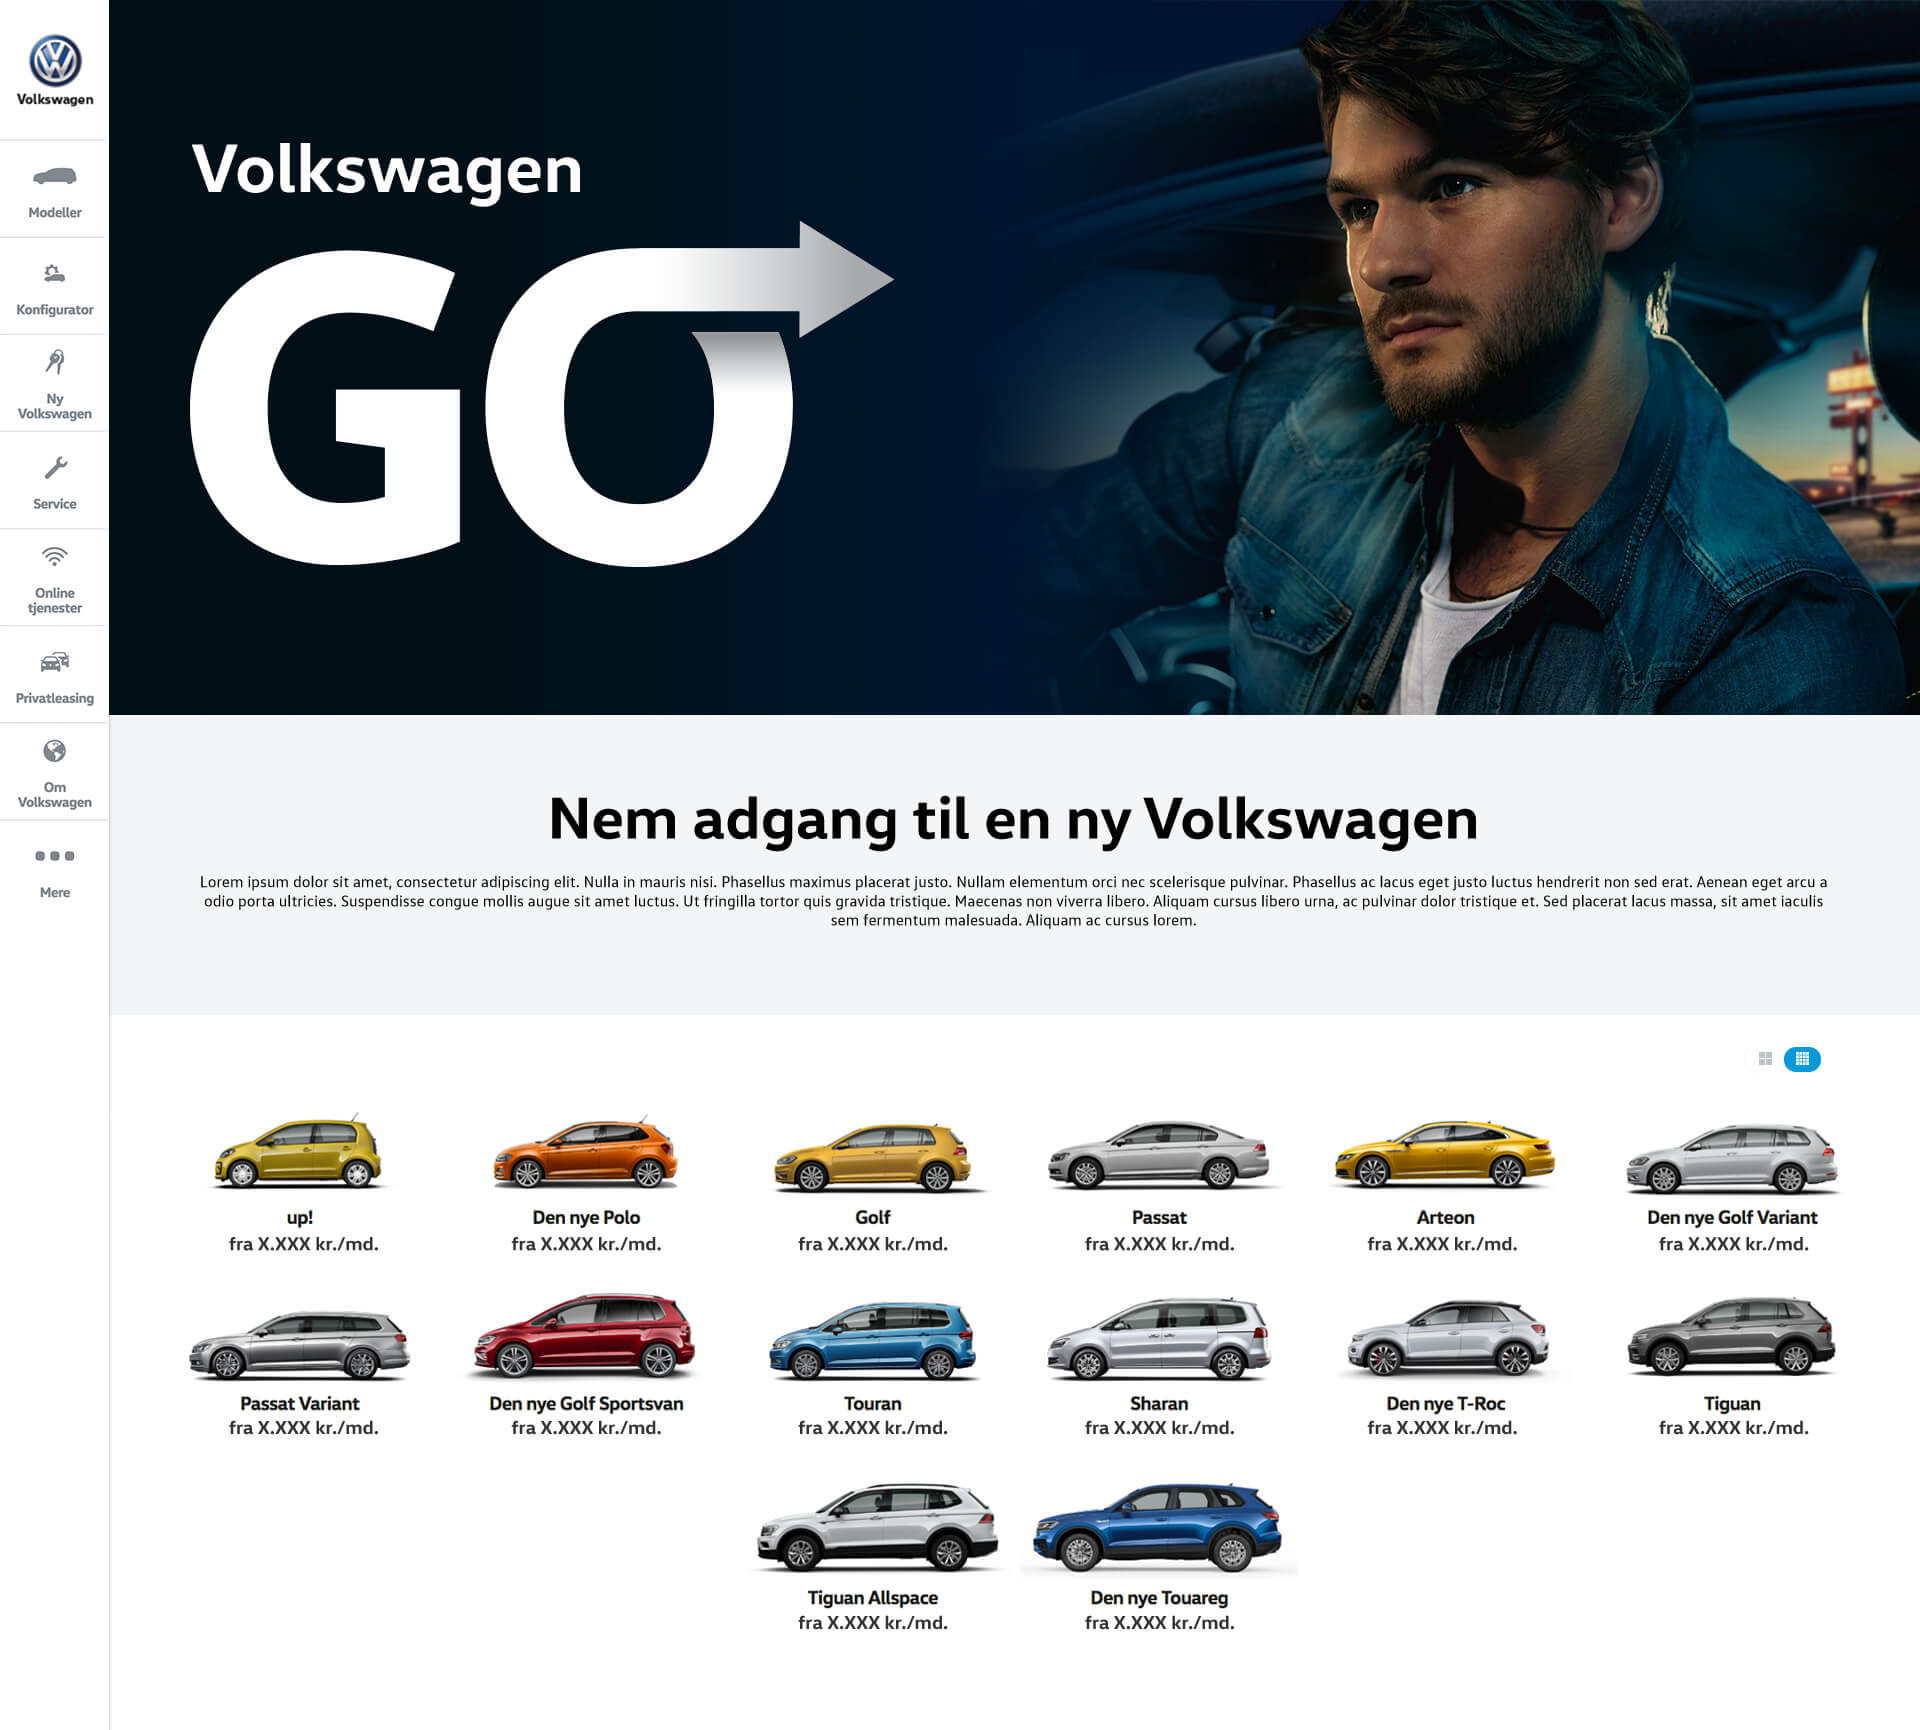 Volkswagen
Modeller
Konfigurator
Ny
Volkswagen
Service
Online
tjenester
Privatleasing
Om
Volkswagen
Mere
Volkswagen
GO
Nem adgang til en ny Volkswagen
Lorem ipsum dolor sit amet, consectetur adipiscing elit. Nulla in mauris nisi. Phasellus maximus placerat justo. Nullam elementum orci nec scelerisque pulvinar. Phasellus ac lacus eget justo luctus hendrerit non sed erat. Aenean eget arcu a
odio porta ultricies. Suspendisse congue mollis augue sit amet luctus. Ut fringilla tortor quis gravida tristique. Maecenas non viverra libero. Aliquam cursus libero urna, ac pulvinar dolor tristique et. Sed placerat lacus massa, sit amet iaculis
sem fermentum malesuada. Aliquam ac cursus lorem.
up!
fra X.XXX kr./md.
Den nye Polo
fra X.XXX kr./md.
Golf
fra X.XXX kr./md.
Passat
fra X.XXX kr./md.
Arteon
fra X.XXX kr./md.
Den nye Golf Variant
fra X.XXX kr./md.
Passat Variant
fra X.XXX kr./md.
Den nye Golf Sportsvan
fra X.XXX kr./md.
Touran
fra X.XXX kr./md.
Sharan
fra X.XXX kr./md.
Den nye T-Roc
fra X.XXX kr./md.
Tiguan
fra X.XXX kr./md.
Tiguan Allspace
fra X.XXX kr./md.
Den nye Touareg
fra X.XXX kr./md.